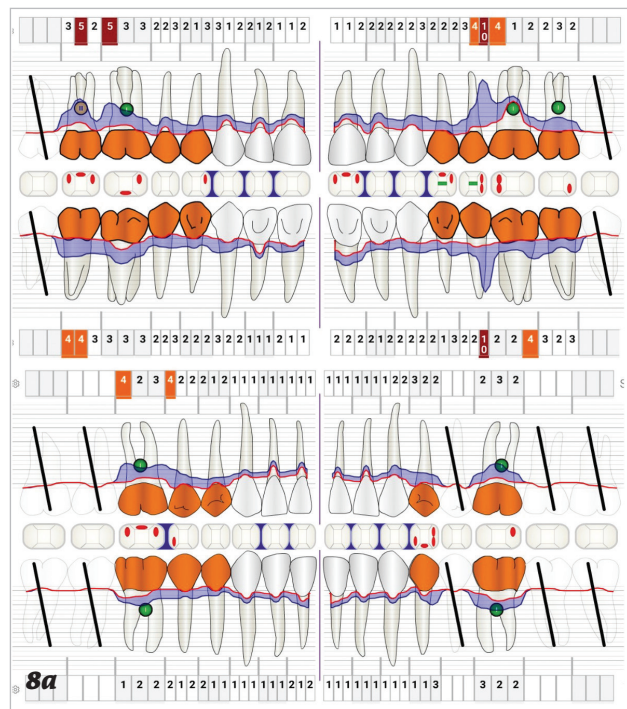 3 5 2 5 3 3 2 2 3 2 1 3 3 1 2 2 2 1 1 2 2 1 1 2 2 2 3 2 2 2 2 2 3 4 10 4 1 1 2 2 3 2
II I I I
4 4 3 3 3 3 3 2 2 3 2 2 2 3 2 2 1 1 2 1 1 2 2 2 2 1 2 2 2 2 2 2 1 3 2 2 10 2 2 4 3 2 3
4 2 3 4 2 2 2 1 2 1 1 1 1 1 1 1 1 1 1 1 1 1 1 1 1 2 2 3 2 2 2 3 2
I I
I I
8a 1 2 2 2 1 2 2 1 1 1 1 1 1 1 1 2 1 2 1 1 1 1 1 1 1 1 1 1 1 3 3 2 2